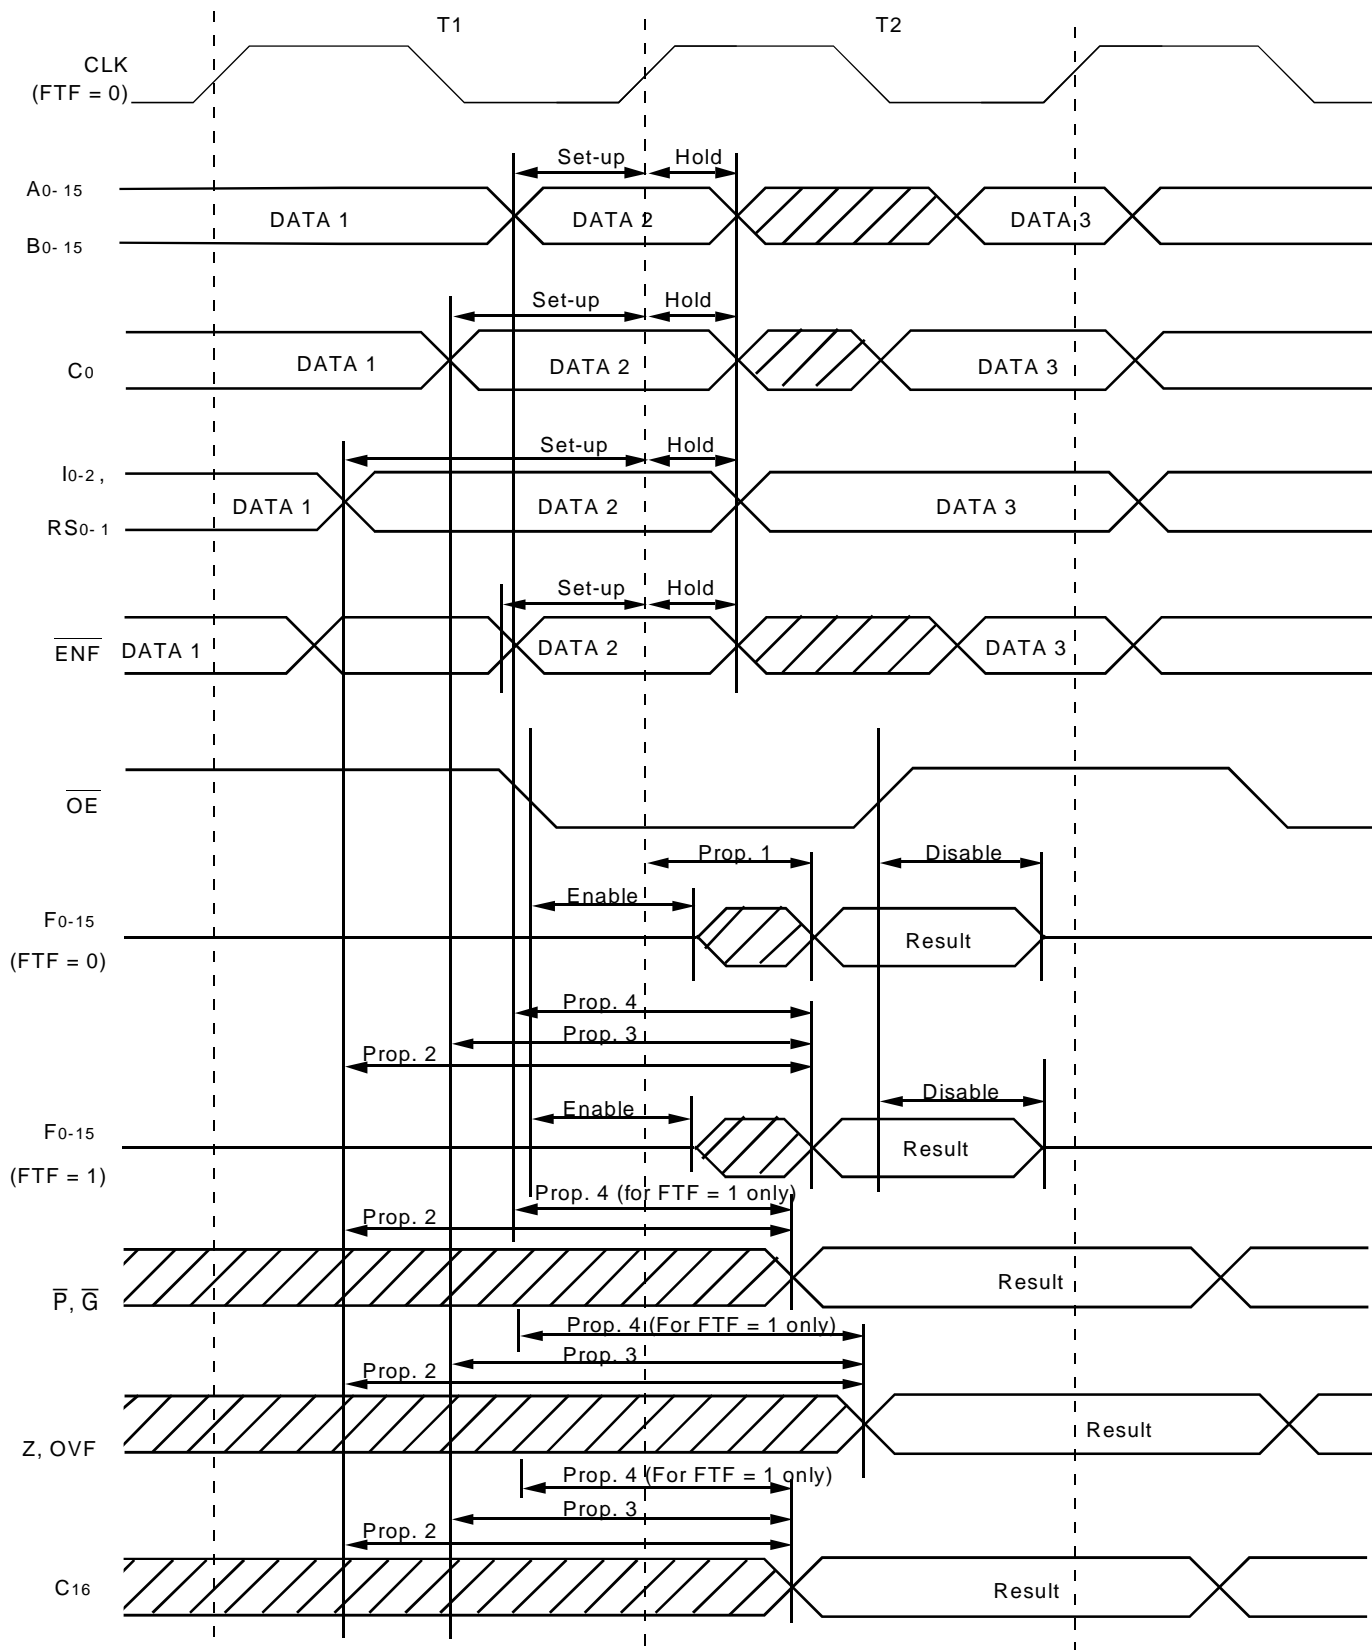 T1 T2
CLK
(FTF = 0)
Set-up Hold
A0-15
DATA 1 DATA 2 DATA 3
B0-15
Set-up Hold
DATA 1 DATA 2 DATA 3
C0
Set-up Hold
I0-2,
DATA 1 DATA 2 DATA 3
RS0-1
Set-up Hold
ENF DATA 1 DATA 2 DATA 3
OE
Prop. 1 Disable
Enable
F0-15
Result
(FTF = 0)
Prop. 4
Prop. 3
Prop. 2
Disable
Enable
F0-15
Result
(FTF = 1)
Prop. 4 (for FTF = 1 only)
Prop. 2
P, G Result
Prop. 4 (For FTF = 1 only)
Prop. 3
Prop. 2
Z, OVF Result
Prop. 4 (For FTF = 1 only)
Prop. 3
Prop. 2
C16 Result